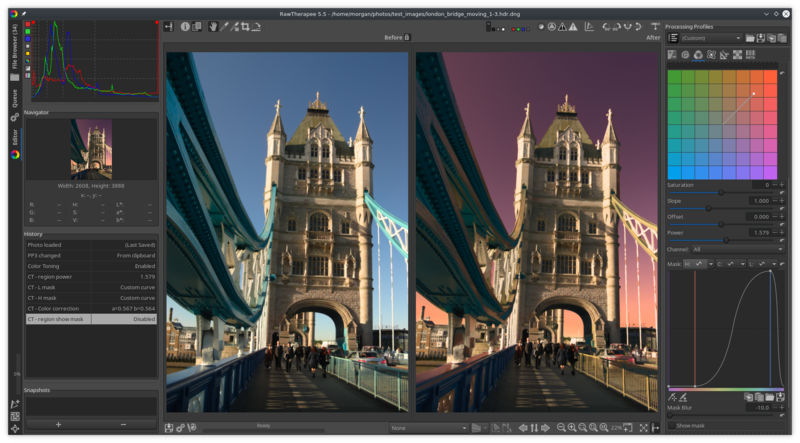 RawTherapee 5.5 - /home/morgan/photos/test_images/london_bridge_moving_1-3.hdr.dng
File Browser (34)
Queue
Editor
Navigator
Width: 2608, Height: 3888
x: --, y: --
R: -- H: -- L*: --
G: -- S: -- a*: --
B: -- V: -- b*: --
History
Photo loaded (Last Saved)
PP3 changed From clipboard
Color Toning Enabled
CT - region power 1.579
CT - L mask Custom curve
CT - H mask Custom curve
CT - Color correction a=0.567 b=0.564
CT - region show mask Disabled
Snapshots
+ −
0%
Before
After
Ready
None
22%
Processing Profiles
(Custom)
Saturation 0
Slope 1.000
Offset 0.000
Power 1.579
Channel: All
Mask: H: C: L:
Mask Blur -10.0
Show mask